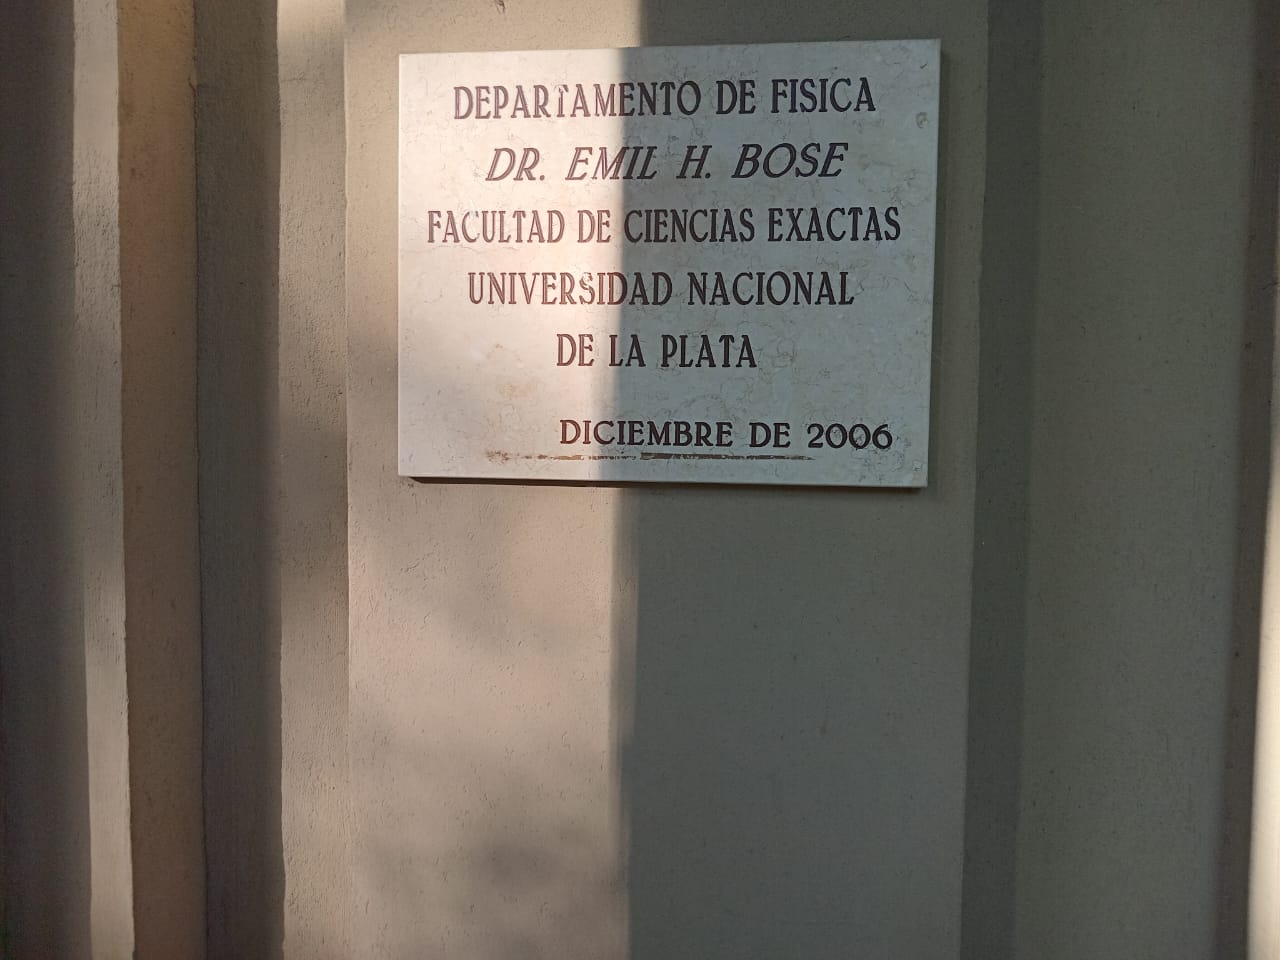 DEPARTAMENTO DE FISICA
DR. EMIL H. BOSE
FACULTAD DE CIENCIAS EXACTAS
UNIVERSIDAD NACIONAL
DE LA PLATA
DICIEMBRE DE 2006